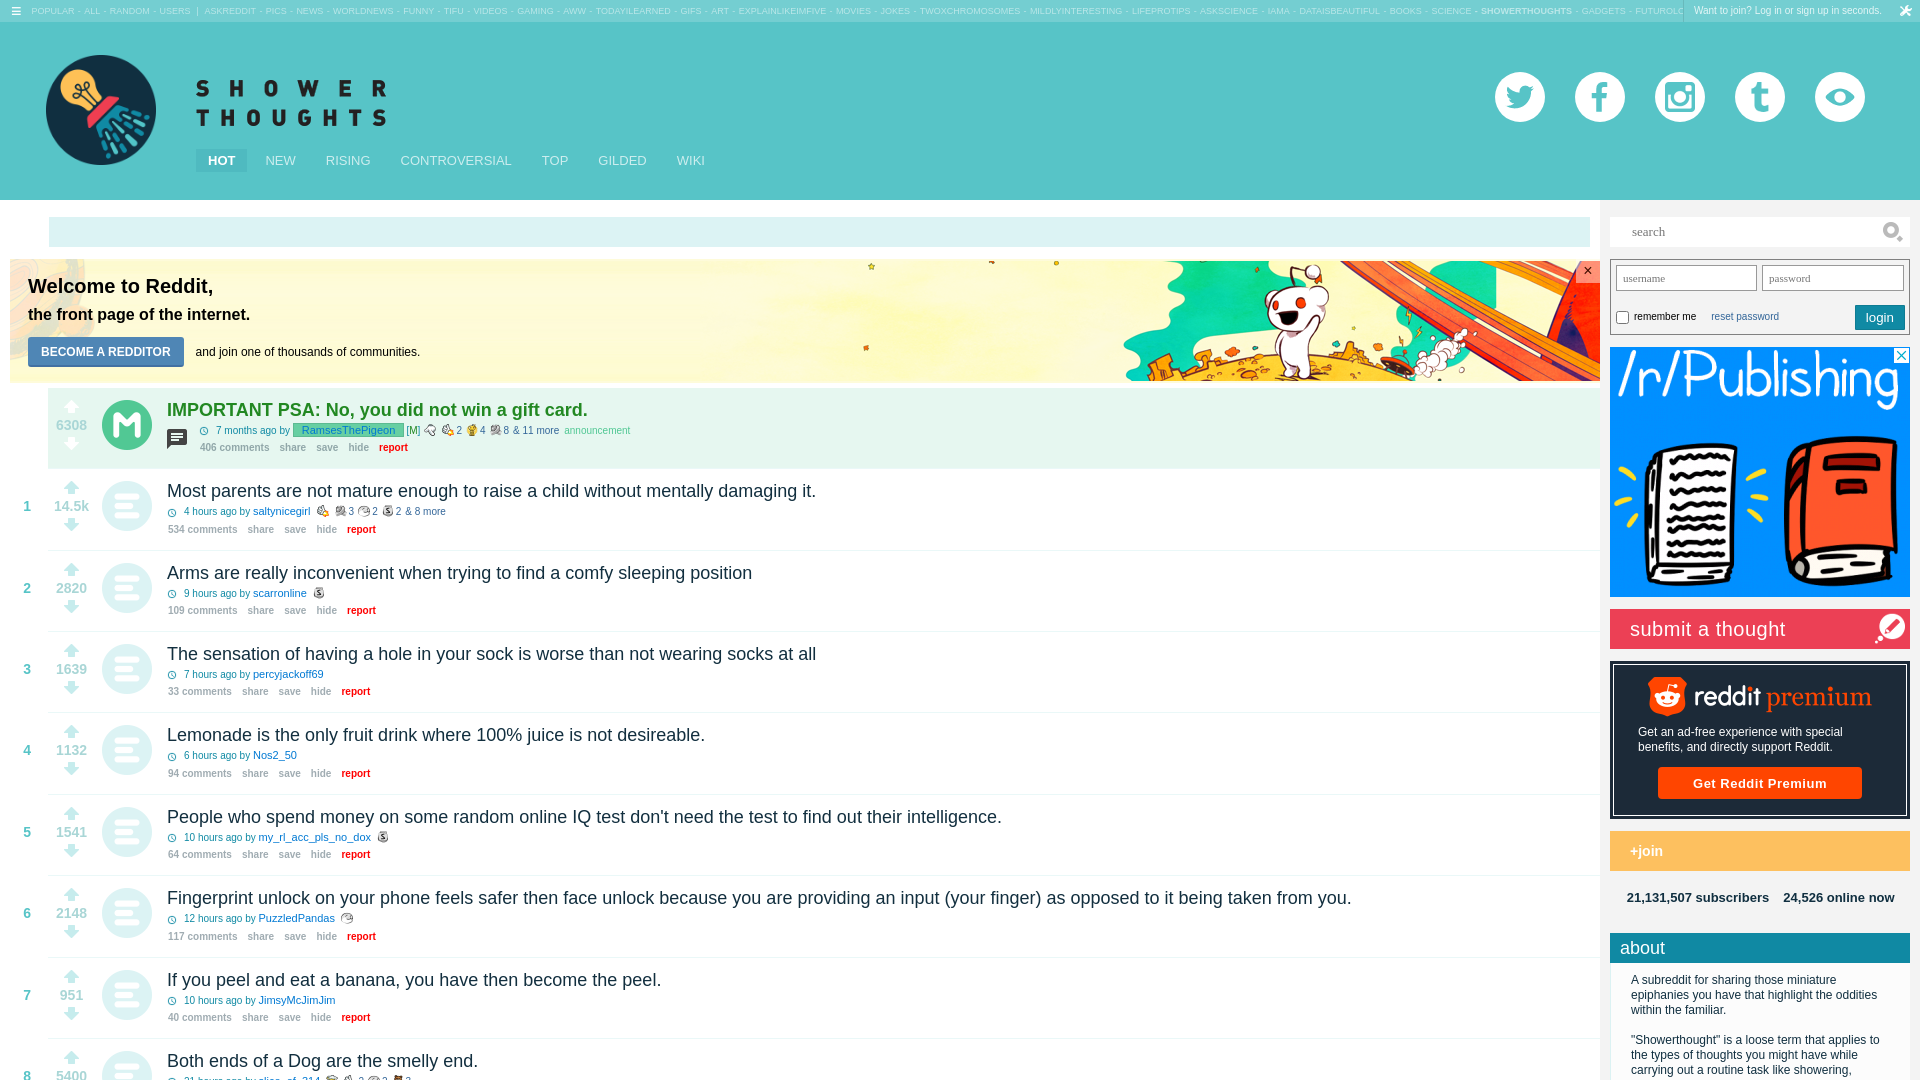 POPULAR - ALL - RANDOM - USERS | ASKREDDIT - PICS - NEWS - WORLDNEWS - FUNNY - TIFU - VIDEOS - GAMING - AWW - TODAYILEARNED - GIFS - ART - EXPLAINLIKEIMFIVE - MOVIES - JOKES - TWOXCHROMOSOMES - MILDLYINTERESTING - LIFEPROTIPS - ASKSCIENCE - IAMA - DATAISBEAUTIFUL - BOOKS - SCIENCE - SHOWERTHOUGHTS - GADGETS - FUTUROLO
Want to join? Log in or sign up in seconds.
SHOWER
THOUGHTS
HOT NEW RISING CONTROVERSIAL TOP GILDED WIKI
search
Welcome to Reddit,
the front page of the internet.
BECOME A REDDITOR and join one of thousands of communities.
×
username password
remember me reset password login
/r/Publishing
6308
IMPORTANT PSA: No, you did not win a gift card.
7 months ago by RamsesThePigeon [M] 2 4 8 & 11 more announcement
406 comments share save hide report
1 14.5k
Most parents are not mature enough to raise a child without mentally damaging it.
4 hours ago by saltynicegirl 3 2 2 & 8 more
534 comments share save hide report
2 2820
Arms are really inconvenient when trying to find a comfy sleeping position
9 hours ago by scarronline
109 comments share save hide report
3 1639
The sensation of having a hole in your sock is worse than not wearing socks at all
7 hours ago by percyjackoff69
33 comments share save hide report
4 1132
Lemonade is the only fruit drink where 100% juice is not desireable.
6 hours ago by Nos2_50
94 comments share save hide report
5 1541
People who spend money on some random online IQ test don't need the test to find out their intelligence.
10 hours ago by my_rl_acc_pls_no_dox
64 comments share save hide report
6 2148
Fingerprint unlock on your phone feels safer then face unlock because you are providing an input (your finger) as opposed to it being taken from you.
12 hours ago by PuzzledPandas
117 comments share save hide report
7 951
If you peel and eat a banana, you have then become the peel.
10 hours ago by JimsyMcJimJim
40 comments share save hide report
8 5400
Both ends of a Dog are the smelly end.
submit a thought
reddit premium
Get an ad-free experience with special
benefits, and directly support Reddit.
Get Reddit Premium
+join
21,131,507 subscribers 24,526 online now
about
A subreddit for sharing those miniature
epiphanies you have that highlight the oddities
within the familiar.
"Showerthought" is a loose term that applies to
the types of thoughts you might have while
carrying out a routine task like showering,